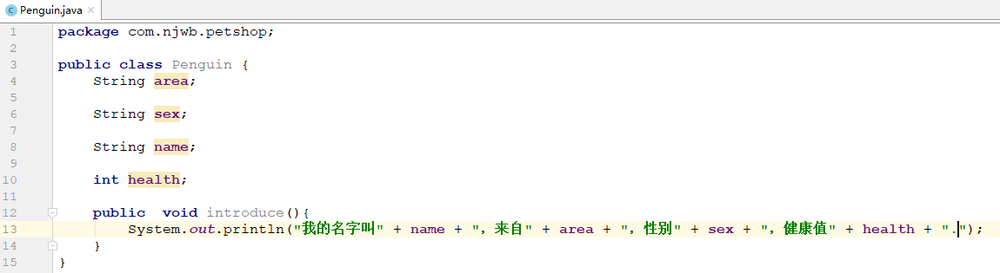 Penguin.java
1 package com.njwb.petshop;
2
3 public class Penguin {
4 String area;
5
6 String sex;
7
8 String name;
9
10 int health;
11
12 public  void introduce(){
13 System.out.println("我的名字叫" + name + "，来自" + area + "，性别" + sex + "，健康值" + health + ".");
14 }
15 }